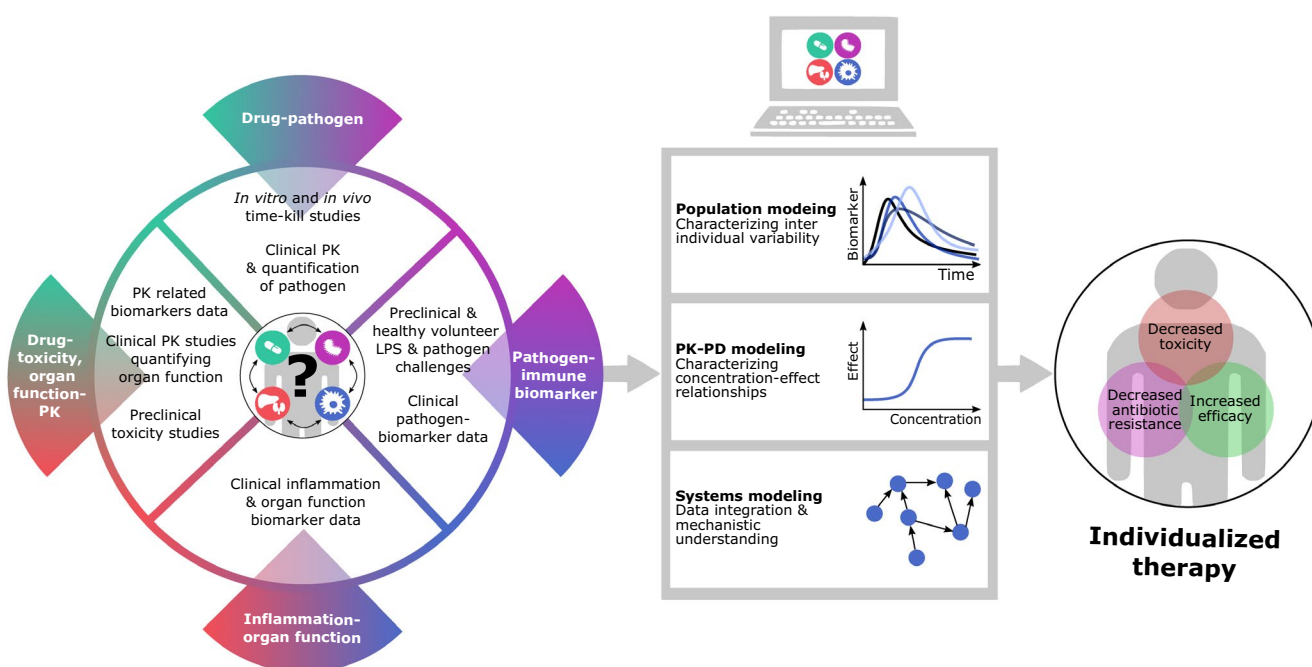 Drug-pathogen
In vitro and in vivo
time-kill studies
Clinical PK
& quantification
of pathogen
PK related
biomarkers data
Clinical PK studies
quantifying
organ function
Preclinical
toxicity studies
Drug-
toxicity,
organ
function-
PK
?
Preclinical &
healthy volunteer
LPS & pathogen
challenges
Clinical
pathogen-
biomarker data
Pathogen-
immune
biomarker
Clinical inflammation
& organ function
biomarker data
Inflammation-
organ function
Population modeing
Characterizing inter
individual variability
Biomarker
Time
PK-PD modeling
Characterizing
concentration-effect
relationships
Effect
Concentration
Systems modeling
Data integration &
mechanistic
understanding
Decreased
toxicity
Decreased
antibiotic
resistance
Increased
efficacy
Individualized
therapy